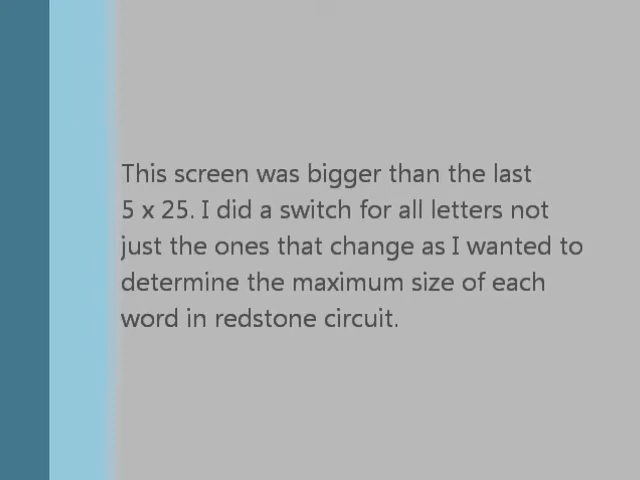 This screen was bigger than the last
5 x 25. I did a switch for all letters not
just the ones that change as I wanted to
determine the maximum size of each
word in redstone circuit.